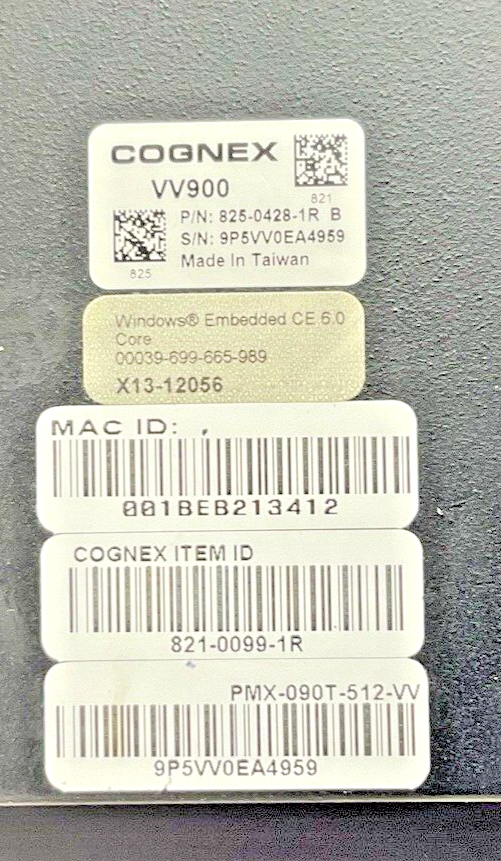 COGNEX
821
VV900
P/N: 825-0428-1R B
S/N: 9P5VV0EA4959
Made In Taiwan
825
Windows® Embedded CE 6.0
Core
00039-699-665-989
X13-12056
MAC ID:
001BEB213412
COGNEX ITEM ID
821-0099-1R
PMX-090T-512-VV
9P5VV0EA4959